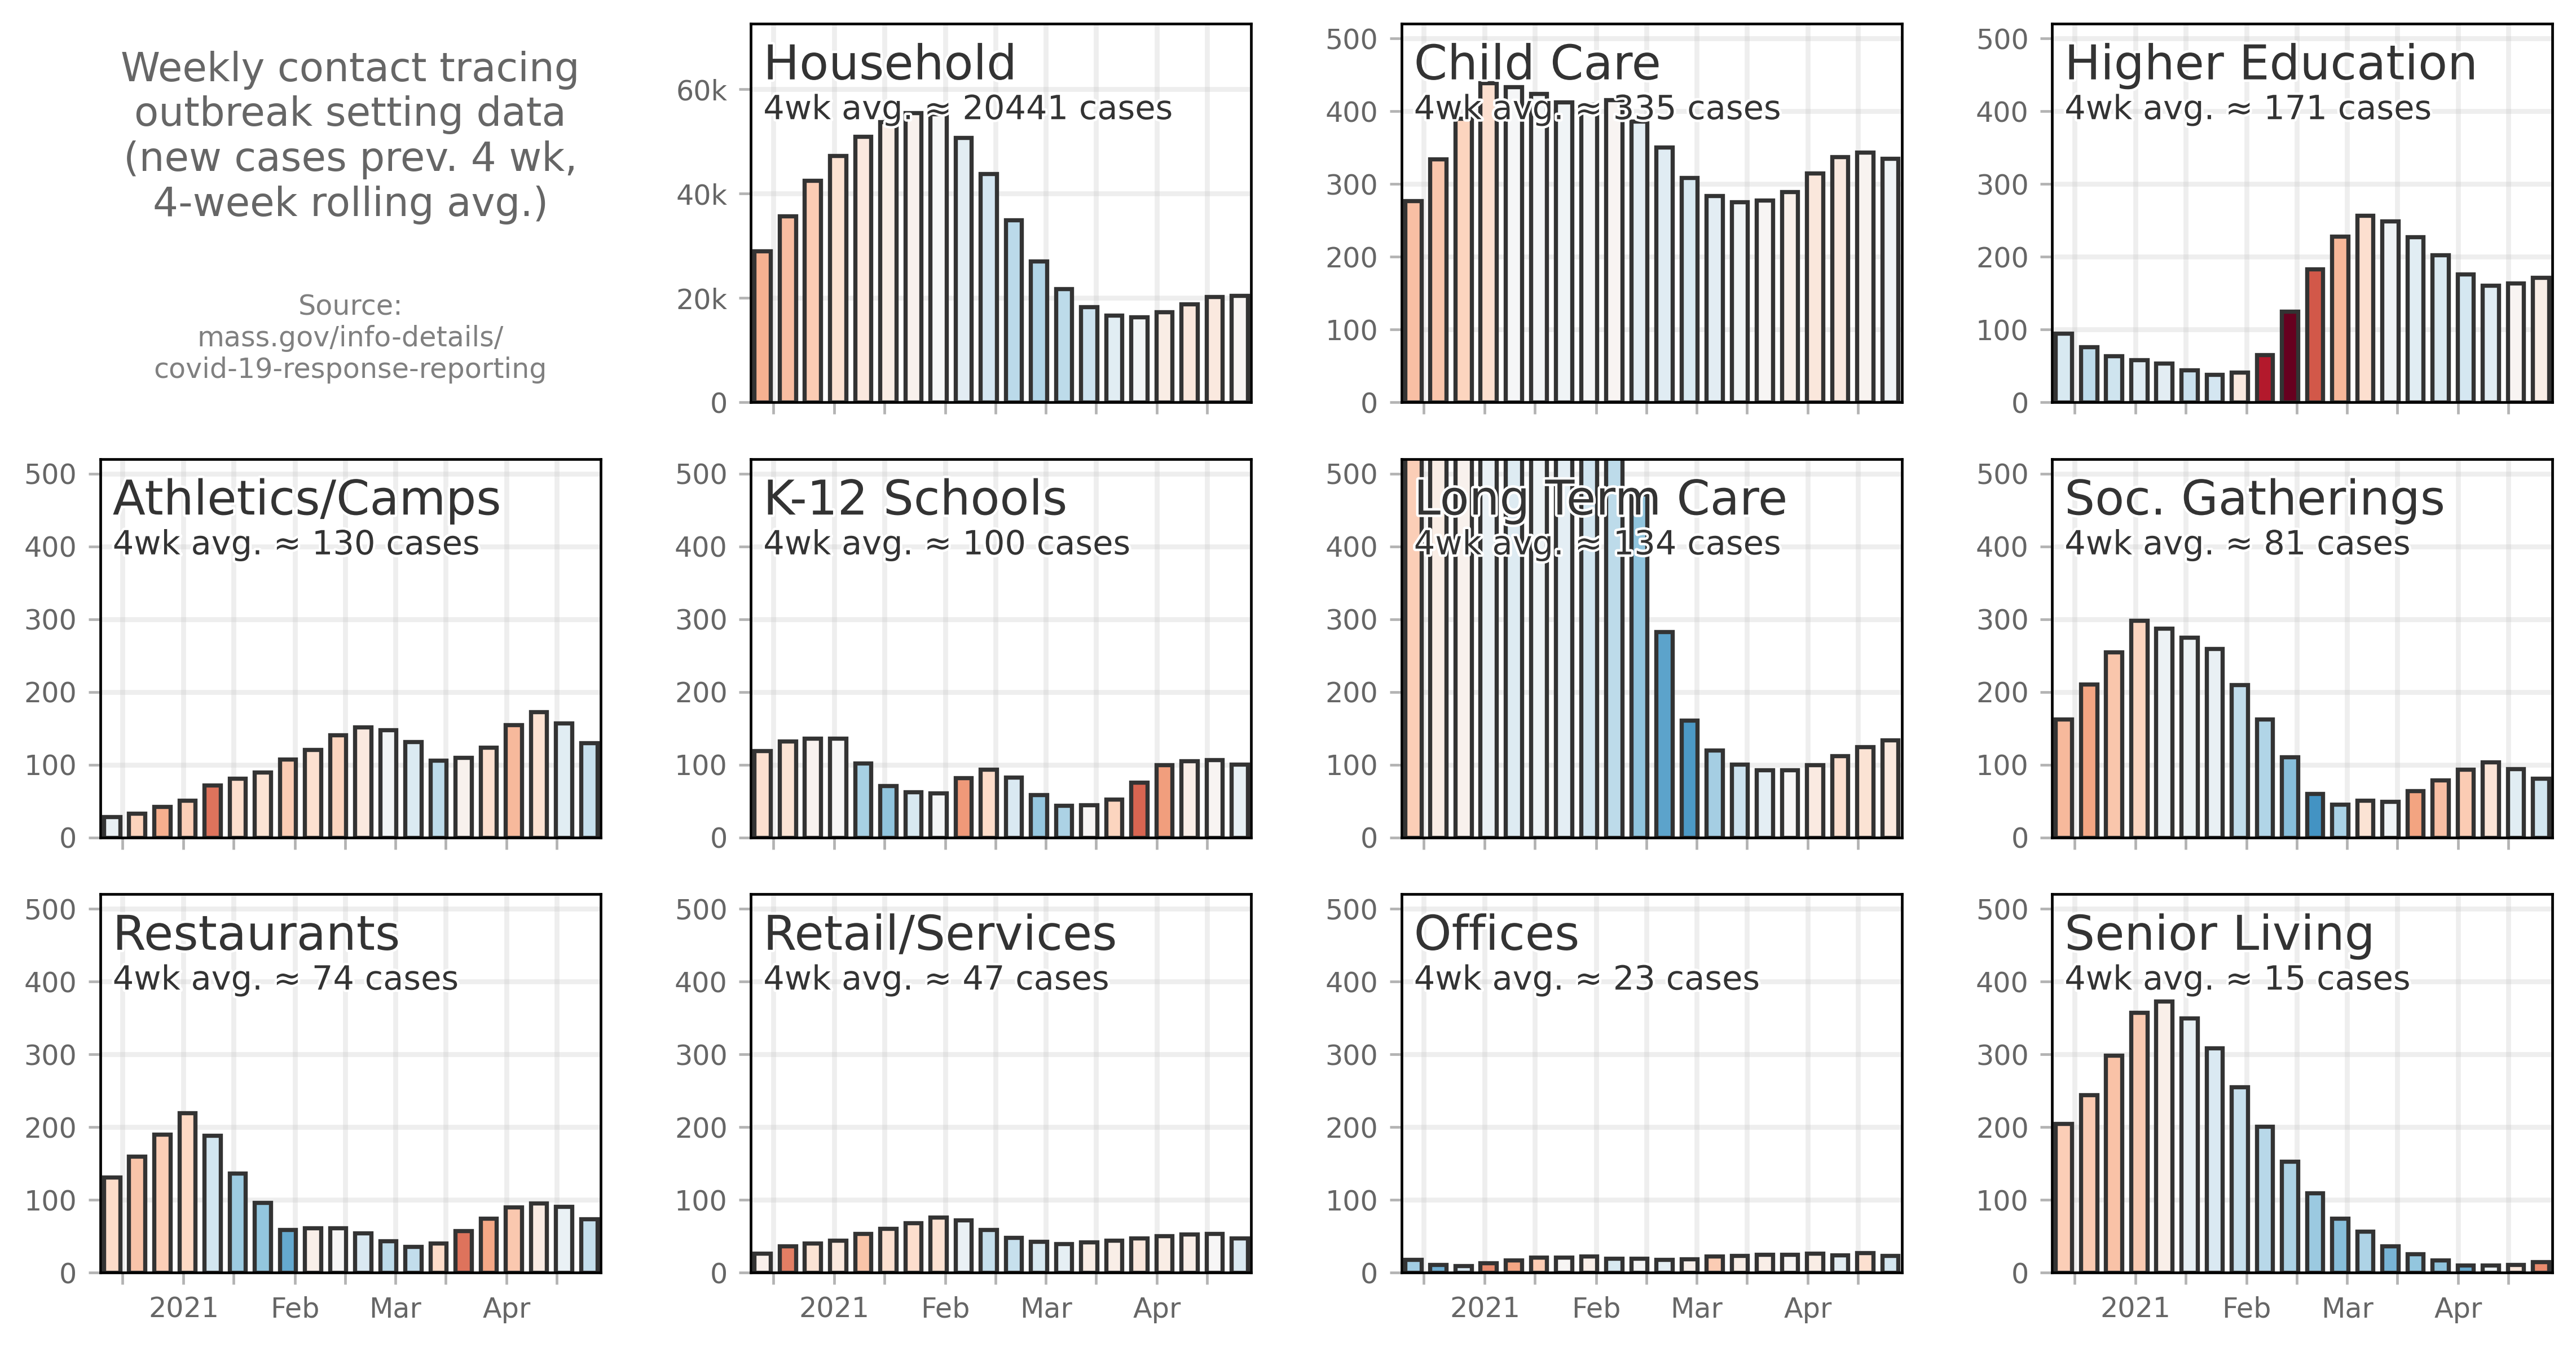 Weekly contact tracing
outbreak setting data
(new cases prev. 4 wk,
4-week rolling avg.)
Source:
mass.gov/info-details/
covid-19-response-reporting
Household
4wk avg. ≈ 20441 cases
60k
40k
20k
0
Child Care
4wk avg. ≈ 335 cases
500
400
300
200
100
0
Higher Education
4wk avg. ≈ 171 cases
500
400
300
200
100
0
Athletics/Camps
4wk avg. ≈ 130 cases
500
400
300
200
100
0
K-12 Schools
4wk avg. ≈ 100 cases
500
400
300
200
100
0
Long Term Care
4wk avg. ≈ 134 cases
500
400
300
200
100
0
Soc. Gatherings
4wk avg. ≈ 81 cases
500
400
300
200
100
0
Restaurants
4wk avg. ≈ 74 cases
500
400
300
200
100
0
2021 Feb Mar Apr
Retail/Services
4wk avg. ≈ 47 cases
500
400
300
200
100
0
2021 Feb Mar Apr
Offices
4wk avg. ≈ 23 cases
500
400
300
200
100
0
2021 Feb Mar Apr
Senior Living
4wk avg. ≈ 15 cases
500
400
300
200
100
0
2021 Feb Mar Apr